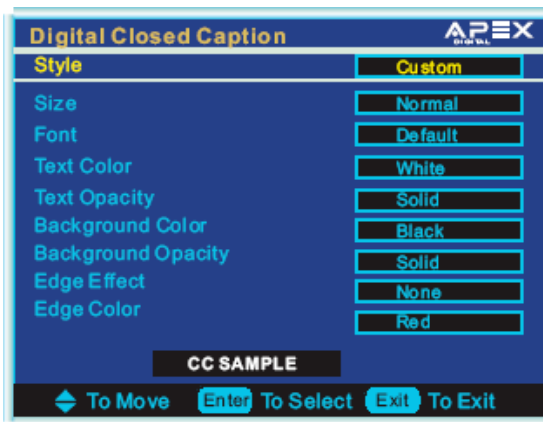 Digital Closed Caption APEX DIGITAL
Style Custom
Size Normal
Font Default
Text Color White
Text Opacity Solid
Background Color Black
Background Opacity Solid
Edge Effect None
Edge Color Red
CC SAMPLE
To Move Enter To Select Exit To Exit